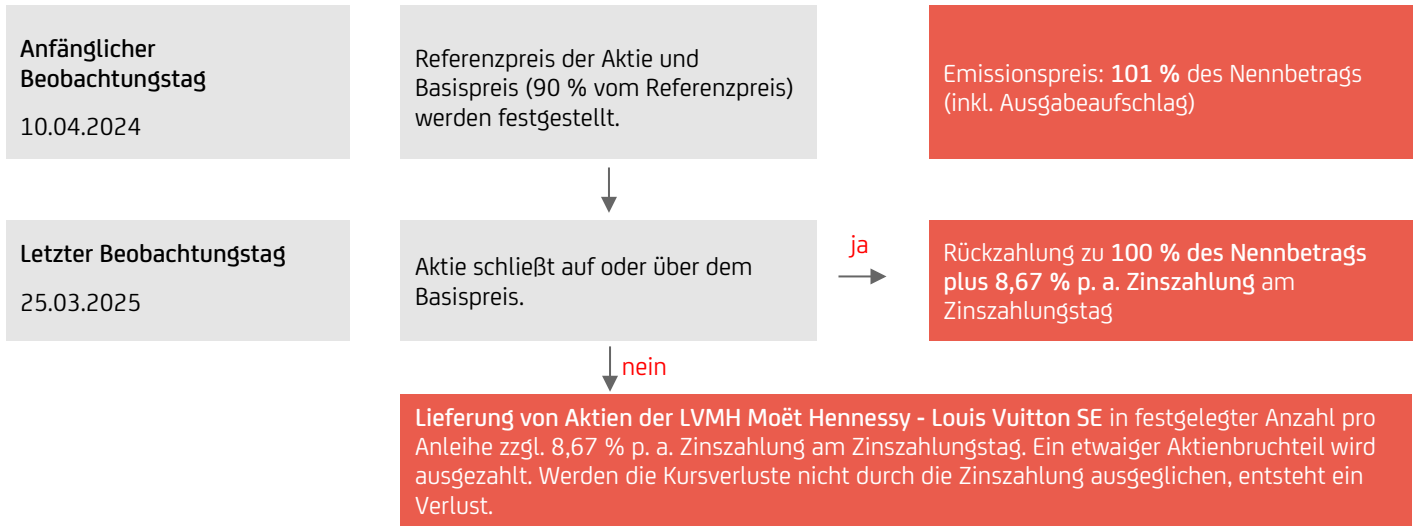 Anfänglicher
Beobachtungstag
10.04.2024
Referenzpreis der Aktie und
Basispreis (90 % vom Referenzpreis)
werden festgestellt.
Emissionspreis: 101 % des Nennbetrags
(inkl. Ausgabeaufschlag)
Letzter Beobachtungstag
25.03.2025
Aktie schließt auf oder über dem
Basispreis.
ja
Rückzahlung zu 100 % des Nennbetrags
plus 8,67 % p. a. Zinszahlung am
Zinszahlungstag
nein
Lieferung von Aktien der LVMH Moët Hennessy - Louis Vuitton SE in festgelegter Anzahl pro
Anleihe zzgl. 8,67 % p. a. Zinszahlung am Zinszahlungstag. Ein etwaiger Aktienbruchteil wird
ausgezahlt. Werden die Kursverluste nicht durch die Zinszahlung ausgeglichen, entsteht ein
Verlust.